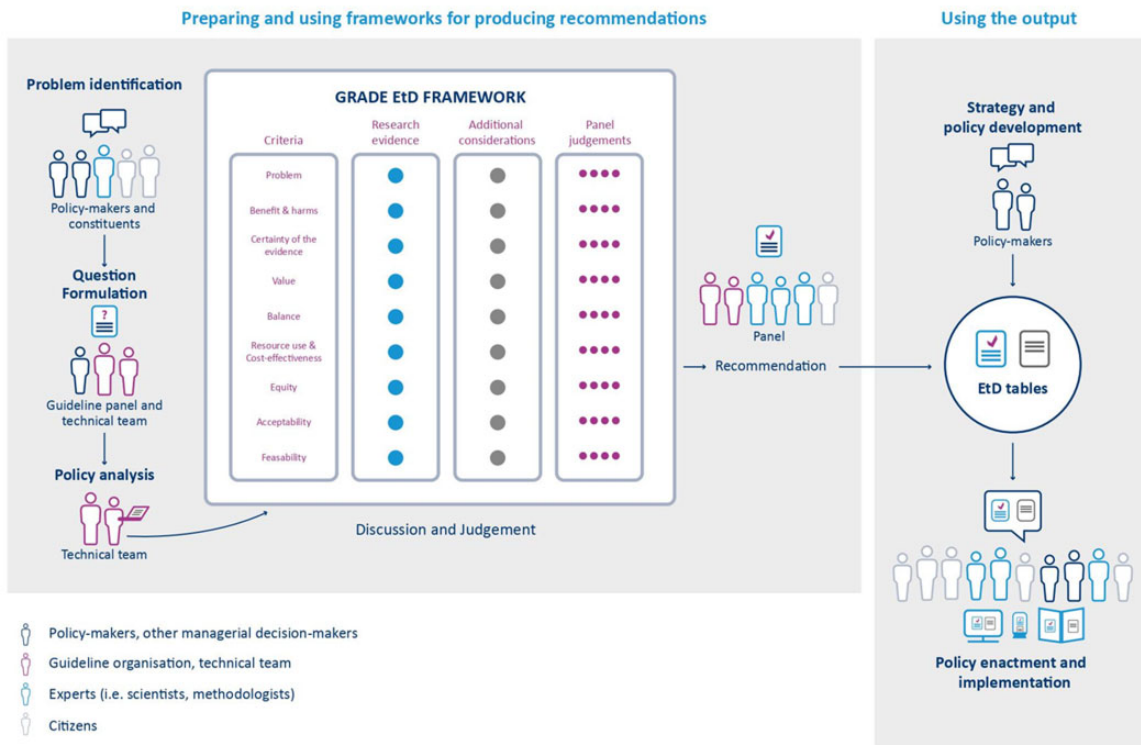 Preparing and using frameworks for producing recommendations
Problem identification
Policy-makers and
constituents
Question
Formulation
?
Guideline panel and
technical team
Policy analysis
Technical team
GRADE EtD FRAMEWORK
Criteria
Research
evidence
Additional
considerations
Panel
judgements
Problem
Benefit & harms
Certainty of the
evidence
Value
Balance
Resource use &
Cost-effectiveness
Equity
Acceptability
Feasability
Discussion and Judgement
Panel
Recommendation
Using the output
Strategy and
policy development
Policy-makers
EtD tables
Policy enactment and
implementation
Policy-makers, other managerial decision-makers
Guideline organisation, technical team
Experts (i.e. scientists, methodologists)
Citizens